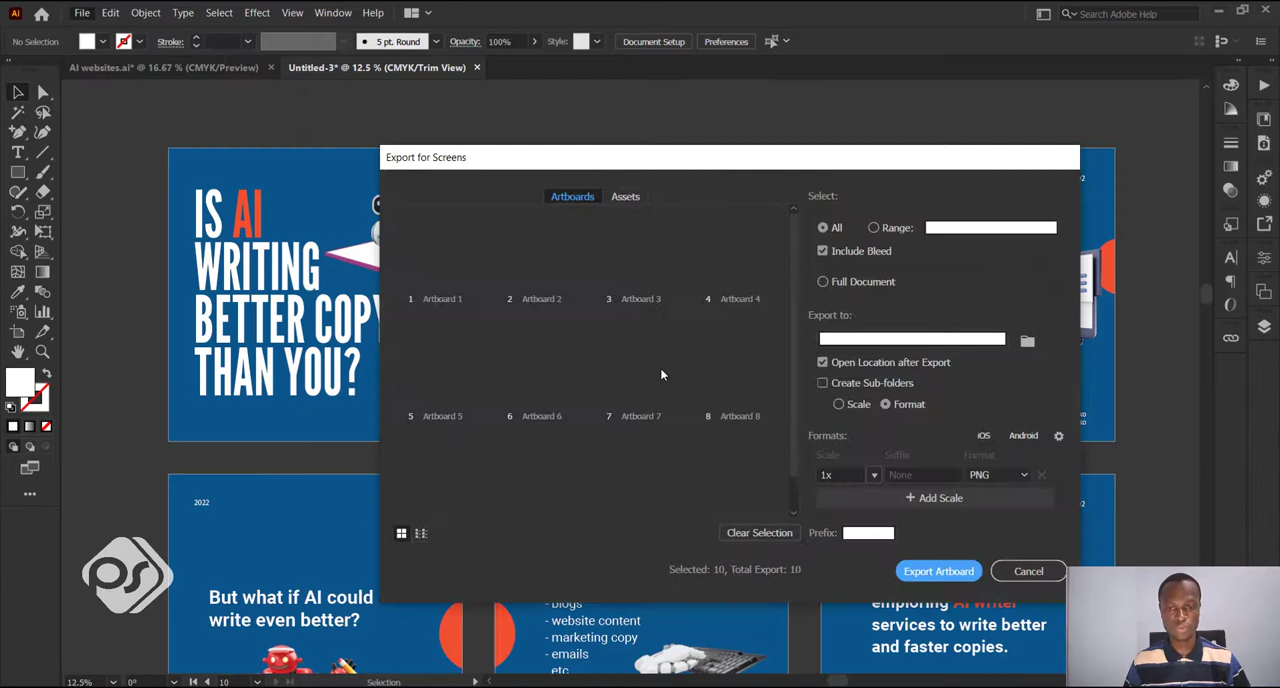 Ai
File Edit Object Type Select Effect View Window Help
Search Adobe Help
No Selection
Stroke:
5 pt. Round
Opacity: 100%
Style:
Document Setup
Preferences
AI websites.ai* @ 16.67 % (CMYK/Preview)
Untitled-3* @ 12.5 % (CMYK/Trim View)
IS AI
WRITING
BETTER COPY
THAN YOU?
Export for Screens
Artboards
Assets
1 Artboard 1
2 Artboard 2
3 Artboard 3
4 Artboard 4
5 Artboard 5
6 Artboard 6
7 Artboard 7
8 Artboard 8
Clear Selection
Selected: 10, Total Export: 10
Select:
All
Range:
Include Bleed
Full Document
Export to:
Open Location after Export
Create Sub-folders
Scale
Format
Formats:
iOS
Android
Scale
Suffix
Format
1x
None
PNG
+ Add Scale
Prefix:
Export Artboard
Cancel
2022
But what if AI could
write even better?
- blogs
- website content
- marketing copy
- emails
etc
employing AI writer
services to write better
and faster copies.
ps
12.5%
0°
10
Selection